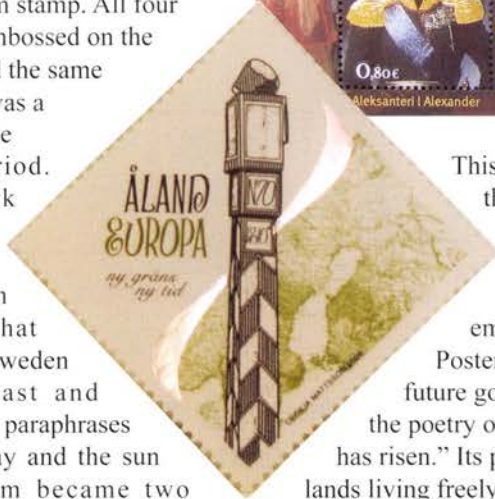 n stamp. All four
nbossed on the
l the same
was a
e
riod.
k
n
hat
weden
ast and
paraphrases
ny and the sun
m became two
0,80€
Aleksanteri I Alexander
ÅLAND
EUROPA
ny gräns
ny tid
This
th
em
Poster
future go
the poetry o
has risen." Its p
lands living freely